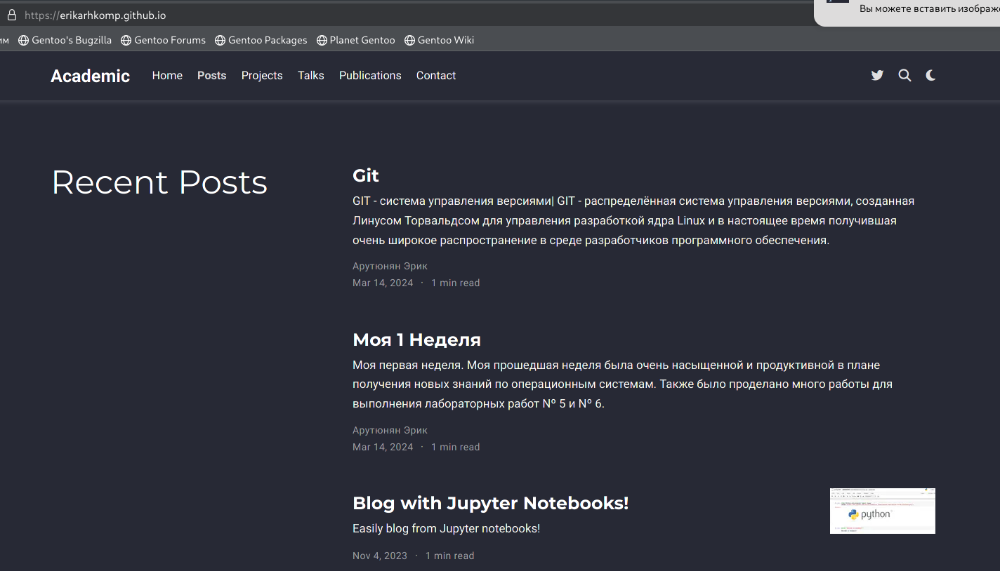 https://erikarhkomp.github.io
Вы можете вставить
им Gentoo's Bugzilla Gentoo Forums Gentoo Packages Planet Gentoo Gentoo Wiki
Academic Home Posts Projects Talks Publications Contact
Recent Posts
Git
GIT - система управления версиями| GIT - распределённая система управления версиями, созданная
Линусом Торвальдсом для управления разработкой ядра Linux и в настоящее время получившая
очень широкое распространение в среде разработчиков программного обеспечения.
Арутюнян Эрик
Mar 14, 2024 · 1 min read
Моя 1 Неделя
Моя первая неделя. Моя прошедшая неделя была очень насыщенной и продуктивной в плане
получения новых знаний по операционным системам. Также было проделано много работы для
выполнения лабораторных работ № 5 и № 6.
Арутюнян Эрик
Mar 14, 2024 · 1 min read
Blog with Jupyter Notebooks!
Easily blog from Jupyter notebooks!
Nov 4, 2023 · 1 min read
python